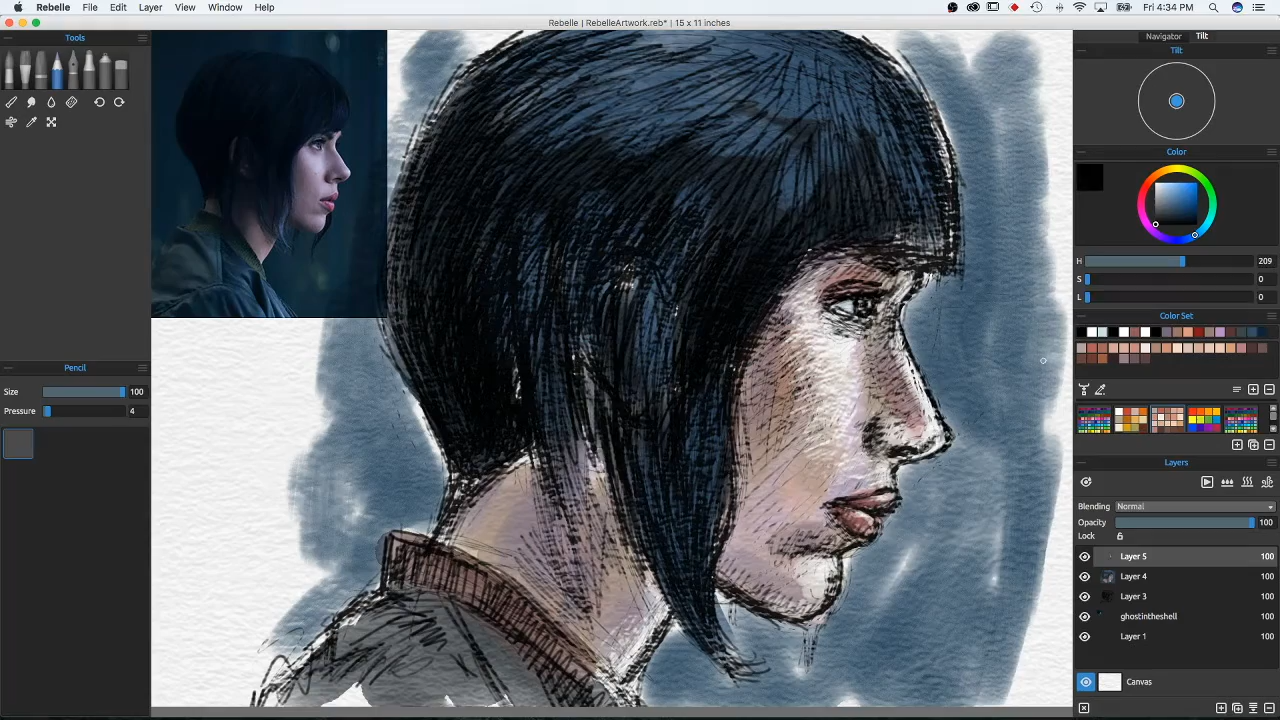 Rebelle File Edit Layer View Window Help Fri 4:34 PM
Rebelle | RebelleArtwork.reb* | 15 x 11 inches
Tools
Navigator Tilt
Tilt
Color
H 209
S 0
L 0
Color Set
Pencil
Size 100
Pressure 4
Layers
Blending Normal
Opacity 100
Lock
Layer 5 100
Layer 4 100
Layer 3 100
ghostintheshell 100
Layer 1 100
Canvas